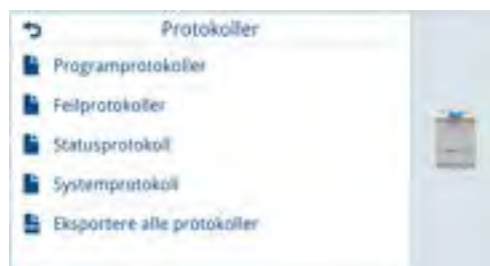 Protokoller
Programprotokoller
Feilprotokoller
Statusprotokoll
Systemprotokoll
Eksportere alle protokoller